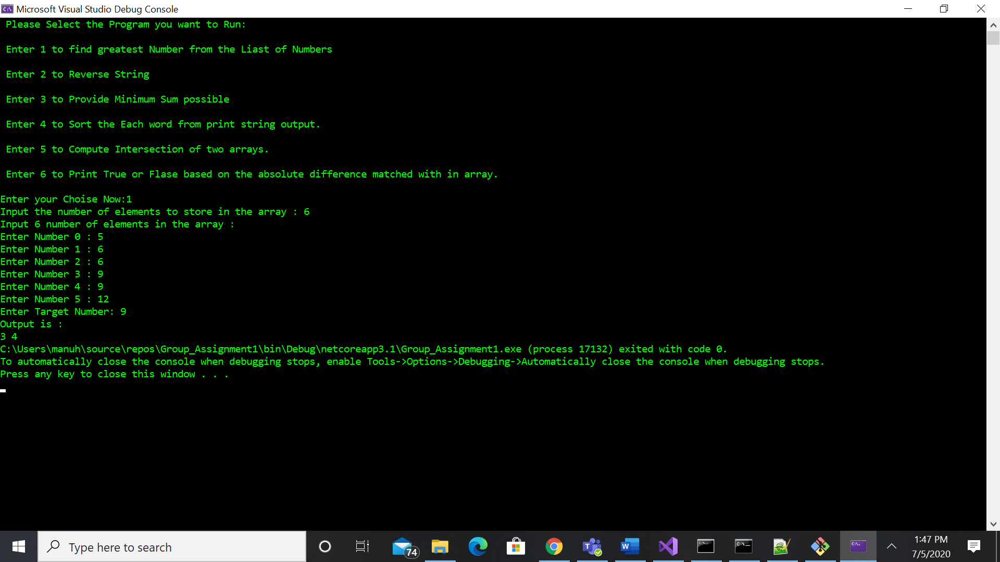 Microsoft Visual Studio Debug Console
Please Select the Program you want to Run:
Enter 1 to find greatest Number from the Liast of Numbers
Enter 2 to Reverse String
Enter 3 to Provide Minimum Sum possible
Enter 4 to Sort the Each word from print string output.
Enter 5 to Compute Intersection of two arrays.
Enter 6 to Print True or Flase based on the absolute difference matched with in array.
Enter your Choise Now:1
Input the number of elements to store in the array : 6
Input 6 number of elements in the array :
Enter Number 0 : 5
Enter Number 1 : 6
Enter Number 2 : 6
Enter Number 3 : 9
Enter Number 4 : 9
Enter Number 5 : 12
Enter Target Number: 9
Output is :
3 4
C:\Users\manuh\source\repos\Group_Assignment1\bin\Debug\netcoreapp3.1\Group_Assignment1.exe (process 17132) exited with code 0.
To automatically close the console when debugging stops, enable Tools->Options->Debugging->Automatically close the console when debugging stops.
Press any key to close this window . . .
Type here to search
74
1:47 PM
7/5/2020